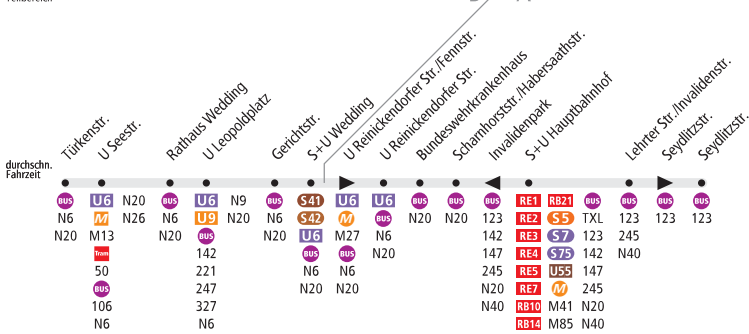 Türkenstr.
U Seestr.
Rathaus Wedding
U Leopoldplatz
Gerichtstr.
S+U Wedding
U Reinickendorfer Str./Fennstr.
U Reinickendorfer Str.
Bundeswehrkrankenhaus
Scharnhorststr./Habersaathstr.
Invalidenpark
S+U Hauptbahnhof
Lehrter Str./Invalidenstr.
Seydlitzstr.
Seydlitzstr.
durchschn.
Fahrzeit
BUS U6 N20 BUS U6 N9 BUS S41 U6 U6 BUS BUS BUS RE1 RB21 BUS BUS BUS BUS
N6 M N26 N6 U9 N20 N6 S42 M BUS N20 N20 123 RE2 S5 TXL 123 123 123
N20 M13 N20 BUS N20 U6 M27 N6 142 RE3 S7 123 245
Tram 142 BUS BUS N20 147 RE4 S75 142 N40
50 221 N6 N6 245 RE5 U55 147
BUS 247 N20 N20 N20 RE7 M 245
106 327 N40 RB10 M41 N20
N6 N6 RB14 M85 N40